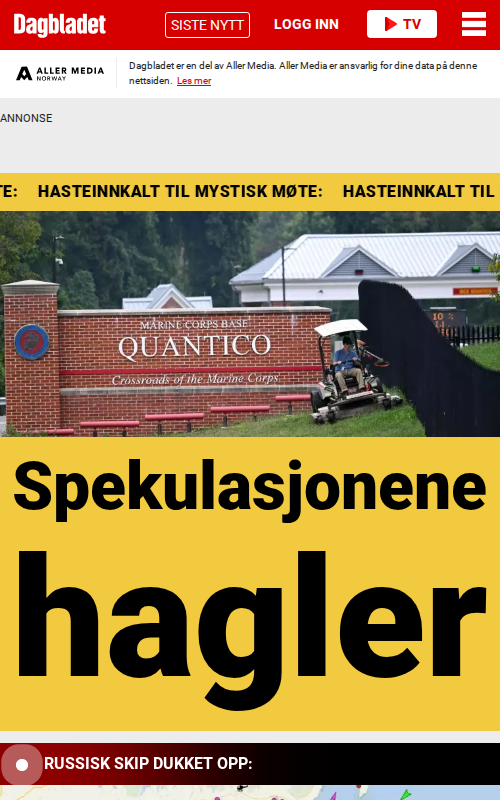 Dagbladet
SISTE NYTT
LOGG INN
TV
ALLER MEDIA
NORWAY
Dagbladet er en del av Aller Media. Aller Media er ansvarlig for dine data på denne
nettsiden. Les mer
ANNONSE
TE: HASTEINNKALT TIL MYSTISK MØTE: HASTEINNKALT TIL
MARINE CORPS BASE
QUANTICO
Crossroads of the Marine Corps
10 %
Spekulasjonene
hagler
RUSSISK SKIP DUKKET OPP: